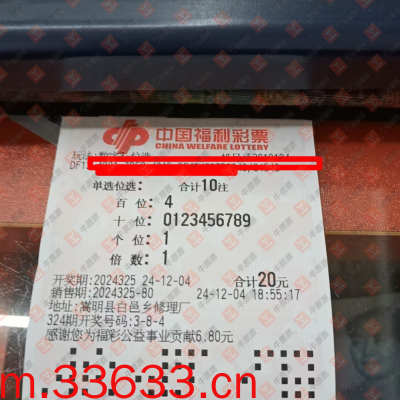 中国福利彩票
CHINA WELFARE LOTTERY
单选位选： 合计10注
百 位： 4
十 位： 0123456789
个 位： 1
倍 数： 1
开奖期:2024325 24-12-04 合计20元
销售期:2024325-80 24-12-04 18:55:17
地址:嵩明县白邑乡修理厂
324期开奖号码:3-8-4
感谢您为福彩公益事业贡献6.80元
m.33633.cn